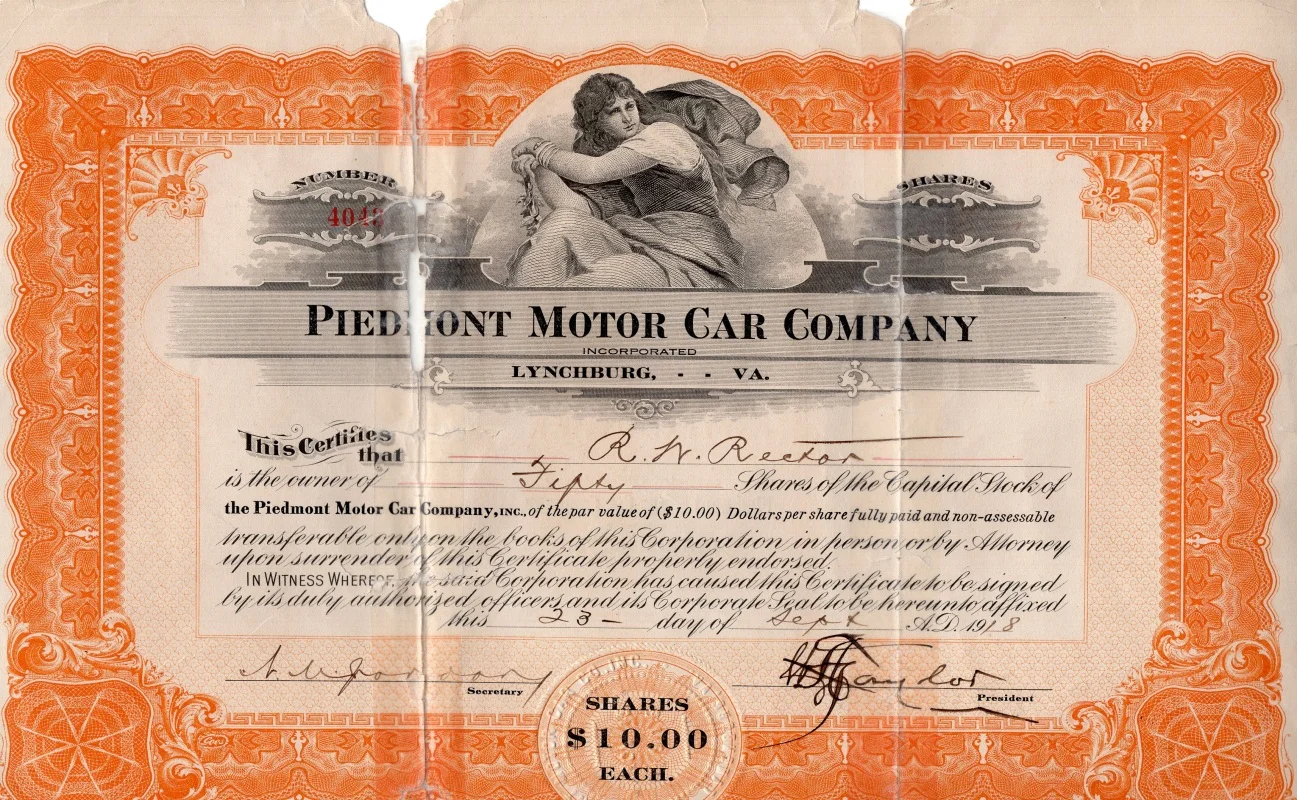 NUMBER
SHARES
PIEDMONT MOTOR CAR COMPANY
INCORPORATED
LYNCHBURG, - - VA.
This Certifies that R. W. Rector
is the owner of Fifty Shares of the Capital Stock of
the Piedmont Motor Car Company, INC., of the par value of ($10.00) Dollars per share fully paid and non-assessable
transferable only on the books of this Corporation in person or by Attorney
upon surrender of this Certificate properly endorsed.
IN WITNESS WHEREOF, the said Corporation has caused this Certificate to be signed
by its duly authorized officers and its Corporate Seal to be hereunto affixed
this 23 - day of Sept A.D. 1918
Taylor
Secretary
President
SHARES
$10.00
EACH.